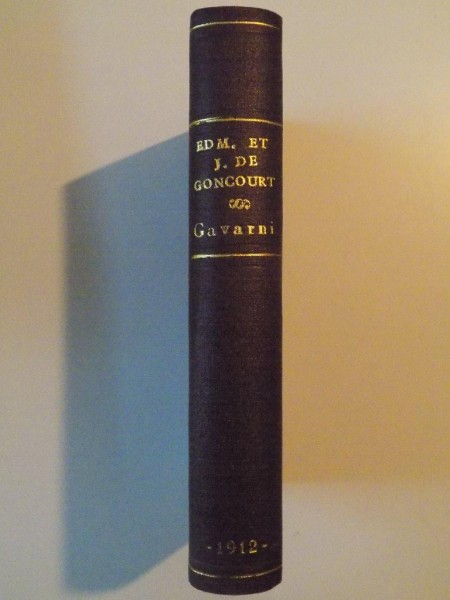 EDM. ET
J. DE
GONCOURT
Gavarni
-1912-